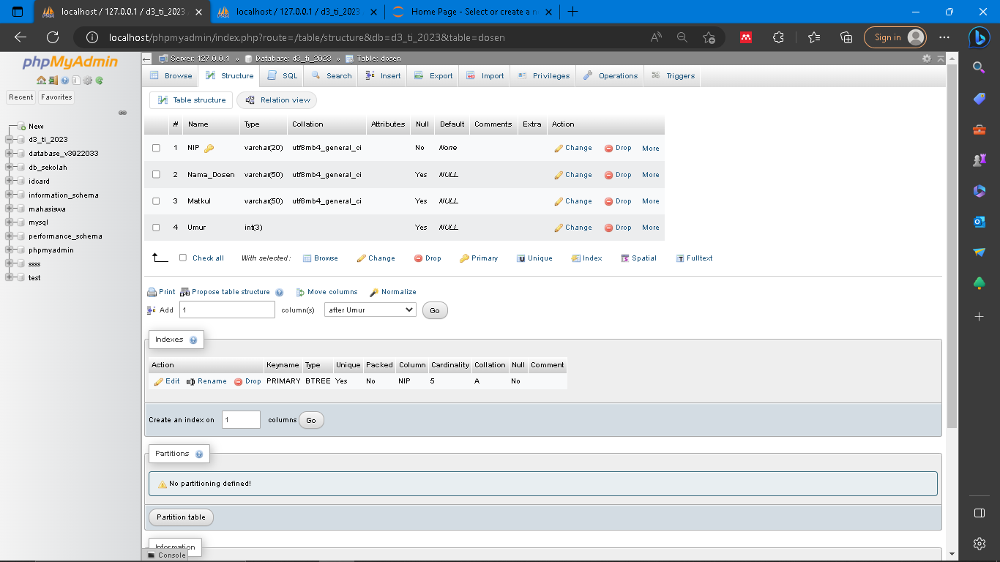 localhost / 127.0.0.1 / d3_ti_2023
localhost / 127.0.0.1 / d3_ti_2023
Home Page - Select or create a n
localhost/phpmyadmin/index.php?route=/table/structure&db=d3_ti_2023&table=dosen
Sign in
phpMyAdmin
Recent Favorites
New
d3_ti_2023
database_v3922033
db_sekolah
idcard
information_schema
mahasiswa
mysql
performance_schema
phpmyadmin
ssss
test
Server: 127.0.0.1 » Database: d3_ti_2023 » Table: dosen
Browse Structure SQL Search Insert Export Import Privileges Operations Triggers
Table structure Relation view
# Name Type Collation Attributes Null Default Comments Extra Action
1 NIP varchar(20) utf8mb4_general_ci No None Change Drop More
2 Nama_Dosen varchar(50) utf8mb4_general_ci Yes NULL Change Drop More
3 Matkul varchar(50) utf8mb4_general_ci Yes NULL Change Drop More
4 Umur int(3) Yes NULL Change Drop More
Check all With selected: Browse Change Drop Primary Unique Index Spatial Fulltext
Print Propose table structure Move columns Normalize
Add 1 column(s) after Umur Go
Indexes
Action Keyname Type Unique Packed Column Cardinality Collation Null Comment
Edit Rename Drop PRIMARY BTREE Yes No NIP 5 A No
Create an index on 1 columns Go
Partitions
No partitioning defined!
Partition table
Information
Console